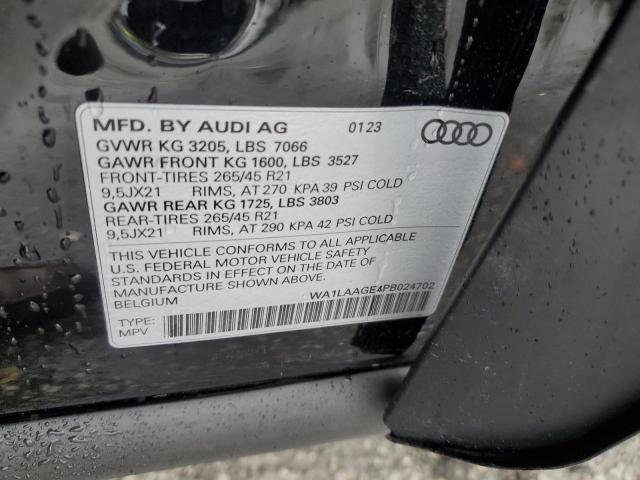 MFD. BY AUDI AG 01 23
GVWR KG 3205, LBS 7066
GAWR FRONT KG 1600, LBS 3527
FRONT-TIRES 265/45 R21
9,5JX21 RIMS, AT 270 KPA 39 PSI COLD
GAWR REAR KG 1725, LBS 3803
REAR-TIRES 265/45 R21
9,5JX21 RIMS, AT 290 KPA 42 PSI COLD
THIS VEHICLE CONFORMS TO ALL APPLICABLE
U.S. FEDERAL MOTOR VEHICLE SAFETY
STANDARDS IN EFFECT ON THE DATE OF
MANUFACTURE SHOWN ABOVE.
BELGIUM WA1LAAGE4PB024702
TYPE:
MPV